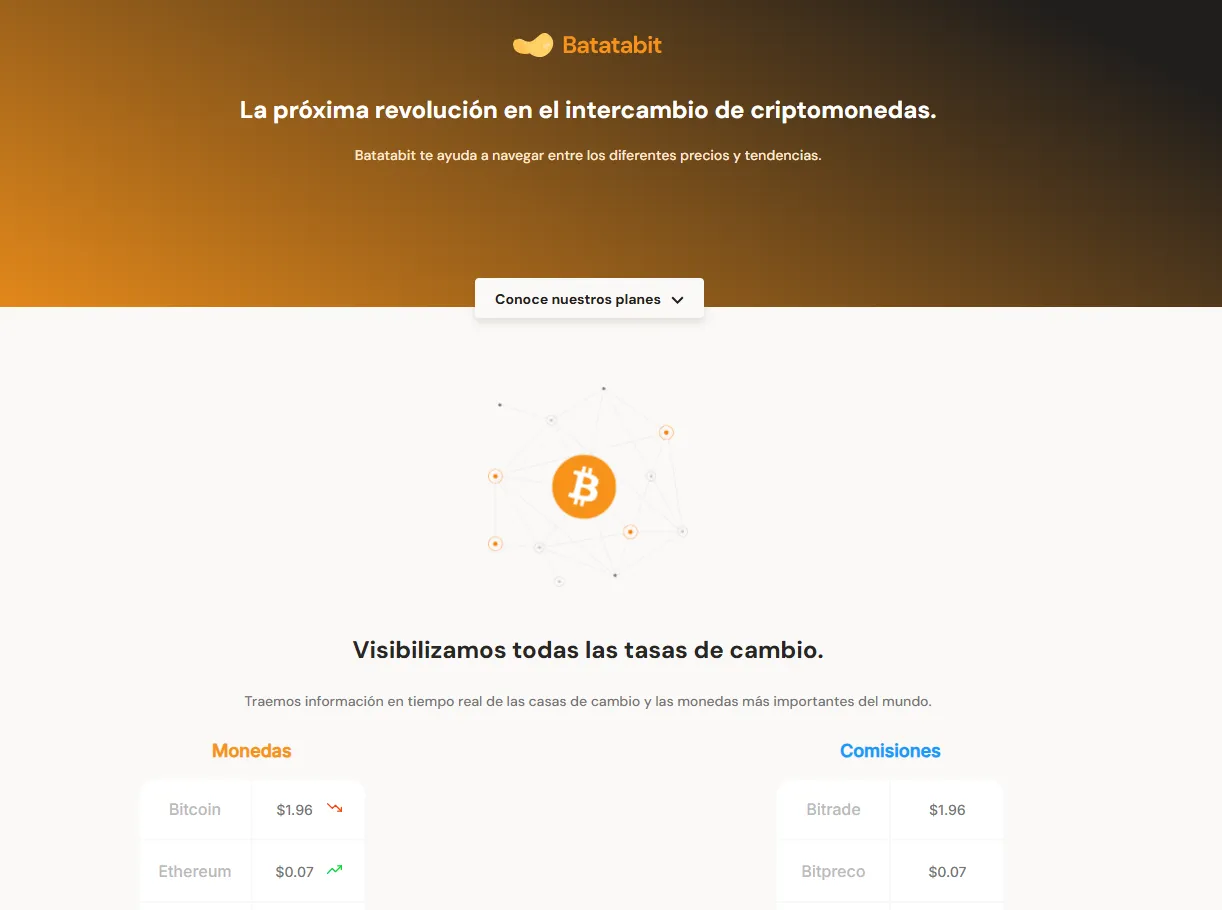 Batatabit
La próxima revolución en el intercambio de criptomonedas.
Batatabit te ayuda a navegar entre los diferentes precios y tendencias.
Conoce nuestros planes
Visibilizamos todas las tasas de cambio.
Traemos información en tiempo real de las casas de cambio y las monedas más importantes del mundo.
Monedas
Bitcoin $1.96
Ethereum $0.07
Comisiones
Bitrade $1.96
Bitpreco $0.07